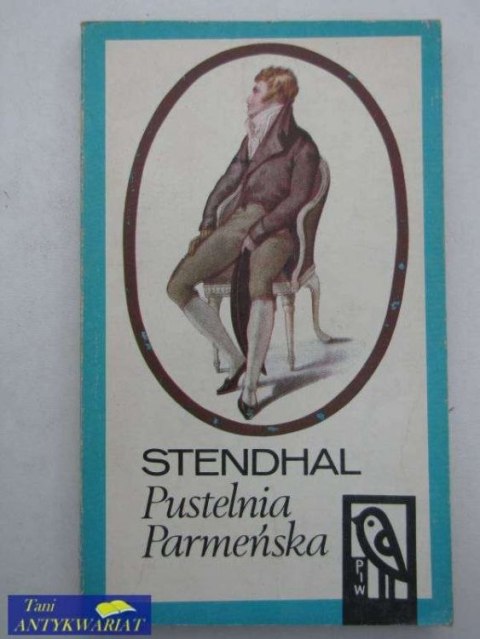 STENDHAL
Pustelnia
Parmeńska
PIW
Tani
ANTYKWARIAT